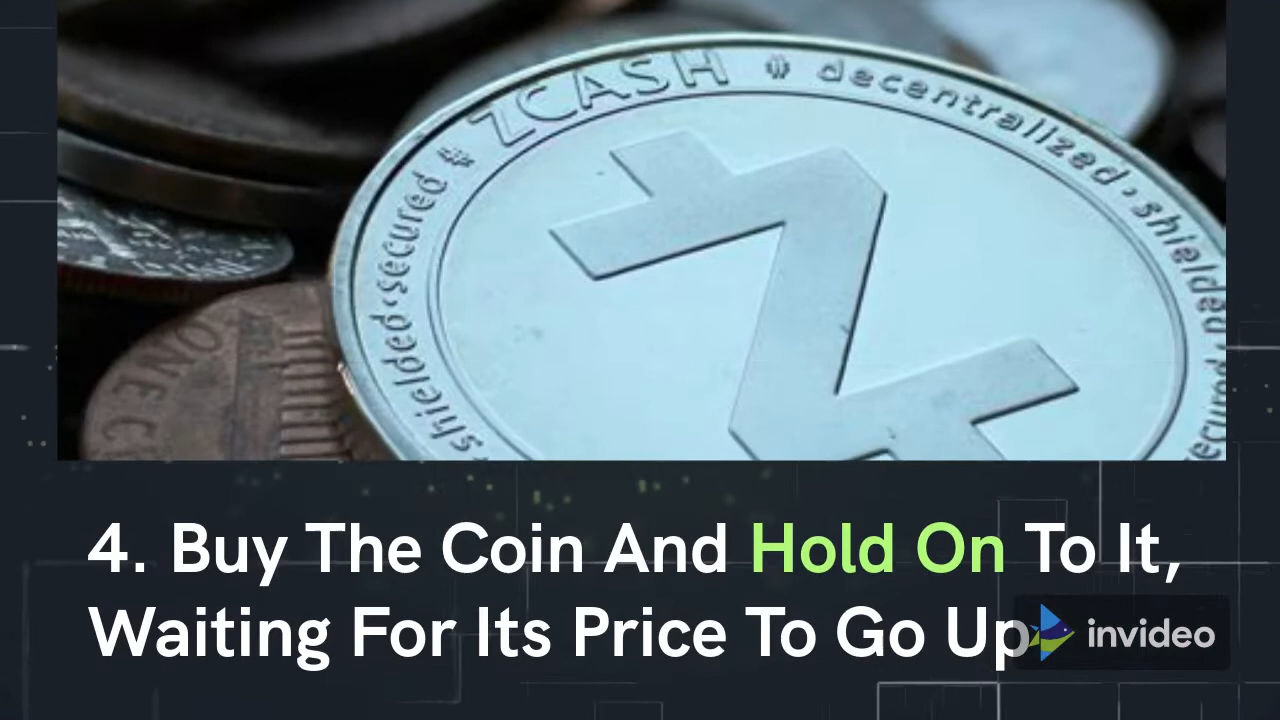 ZCASH decentralized · shielded
shielded · secured
ONE C
4. Buy The Coin And Hold On To It,
Waiting For Its Price To Go Up
invideo